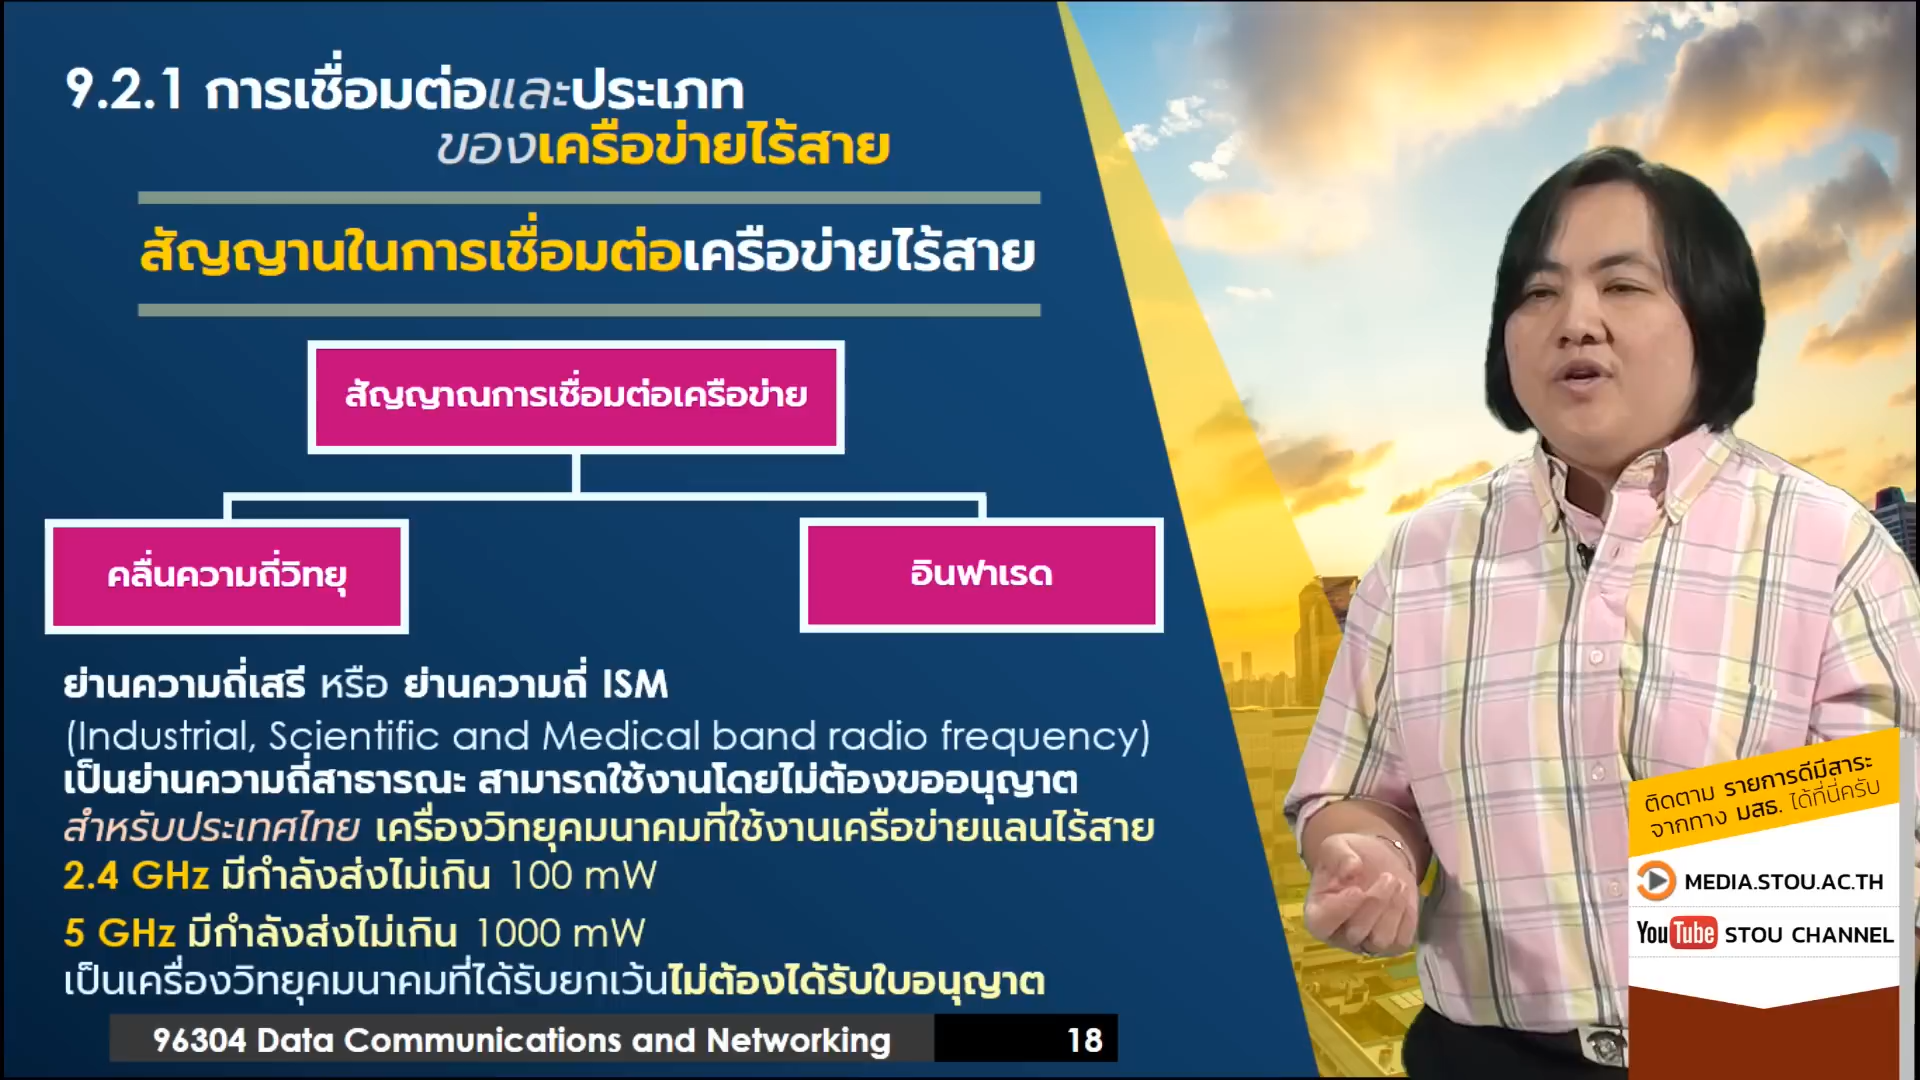 9.2.1 การเชื่อมต่อและประเภท
ของเครือข่ายไร้สาย
สัญญานในการเชื่อมต่อเครือข่ายไร้สาย
สัญญาณการเชื่อมต่อเครือข่าย
คลื่นความถี่วิทยุ
อินฟาเรด
ย่านความถี่เสรี หรือ ย่านความถี่ ISM
(Industrial, Scientific and Medical band radio frequency)
เป็นย่านความถี่สาธารณะ สามารถใช้งานโดยไม่ต้องขออนุญาต
สำหรับประเทศไทย เครื่องวิทยุคมนาคมที่ใช้งานเครือข่ายแลนไร้สาย
2.4 GHz มีกำลังส่งไม่เกิน 100 mW
5 GHz มีกำลังส่งไม่เกิน 1000 mW
เป็นเครื่องวิทยุคมนาคมที่ได้รับยกเว้นไม่ต้องได้รับใบอนุญาต
96304 Data Communications and Networking 18
ติดตาม รายการดีมีสาระ
จากทาง มสธ. ได้ที่นี่ครับ
MEDIA.STOU.AC.TH
YouTube STOU CHANNEL